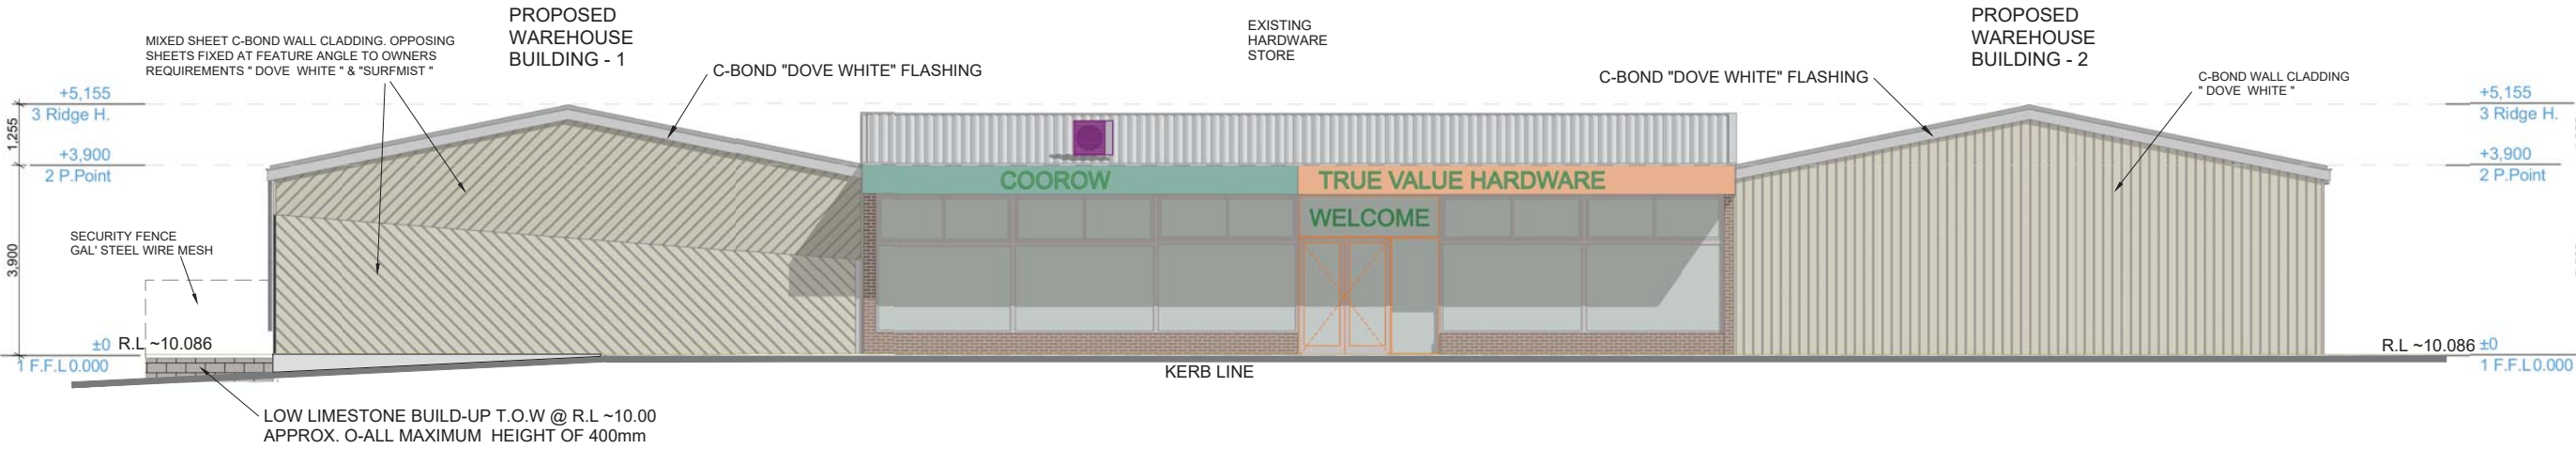 PROPOSED
WAREHOUSE
BUILDING - 1
EXISTING
HARDWARE
STORE
PROPOSED
WAREHOUSE
BUILDING - 2
MIXED SHEET C-BOND WALL CLADDING. OPPOSING
SHEETS FIXED AT FEATURE ANGLE TO OWNERS
REQUIREMENTS " DOVE WHITE " & "SURFMIST "
C-BOND "DOVE WHITE" FLASHING
C-BOND "DOVE WHITE" FLASHING
C-BOND WALL CLADDING
" DOVE WHITE "
+5,155
3 Ridge H.
1,255
+3,900
2 P.Point
3,900
SECURITY FENCE
GAL' STEEL WIRE MESH
±0
R.L ~10.086
1 F.F.L 0.000
COOROW
TRUE VALUE HARDWARE
WELCOME
+5,155
3 Ridge H.
+3,900
2 P.Point
R.L ~10.086
±0
1 F.F.L 0.000
KERB LINE
LOW LIMESTONE BUILD-UP T.O.W @ R.L ~10.00
APPROX. O-ALL MAXIMUM HEIGHT OF 400mm